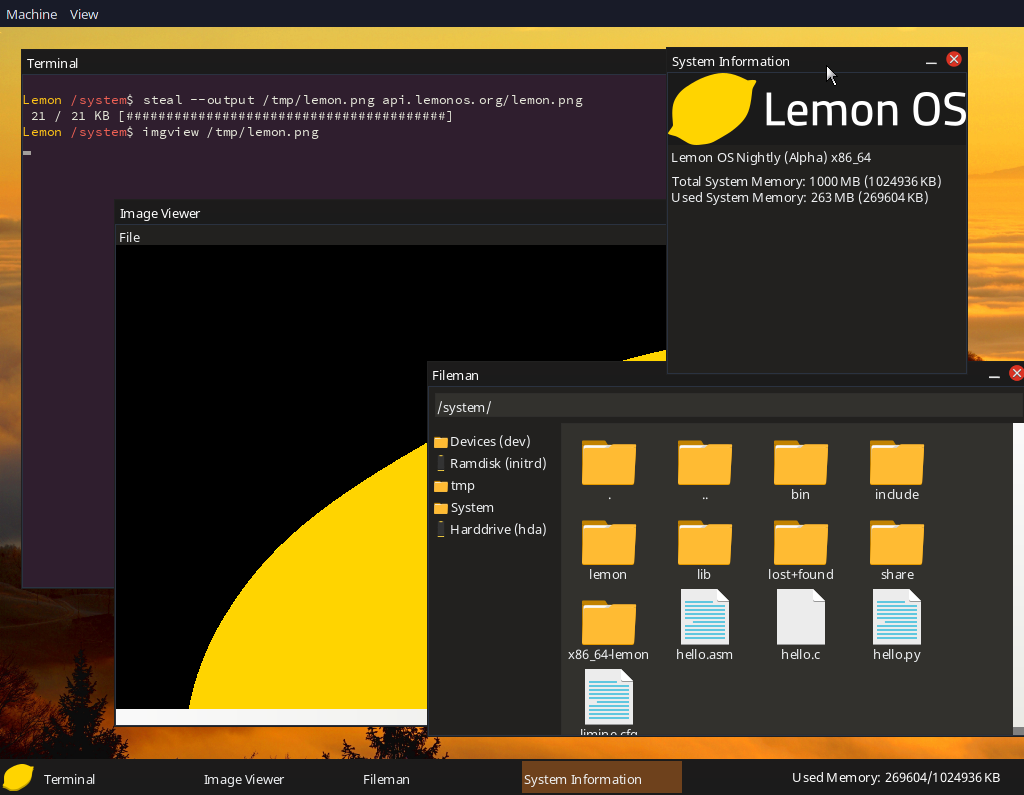 Machine View
Terminal
Lemon /system$ steal --output /tmp/lemon.png api.lemonos.org/lemon.png
21 / 21 KB [########################################]
Lemon /system$ imgview /tmp/lemon.png
System Information
Lemon OS
Lemon OS Nightly (Alpha) x86_64
Total System Memory: 1000 MB (1024936 KB)
Used System Memory: 263 MB (269604 KB)
Image Viewer
File
Fileman
/system/
Devices (dev)
Ramdisk (initrd)
tmp
System
Harddrive (hda)
. .. bin include
lemon lib lost+found share
x86_64-lemon hello.asm hello.c hello.py
limine.cfg
Terminal Image Viewer Fileman System Information Used Memory: 269604/1024936 KB